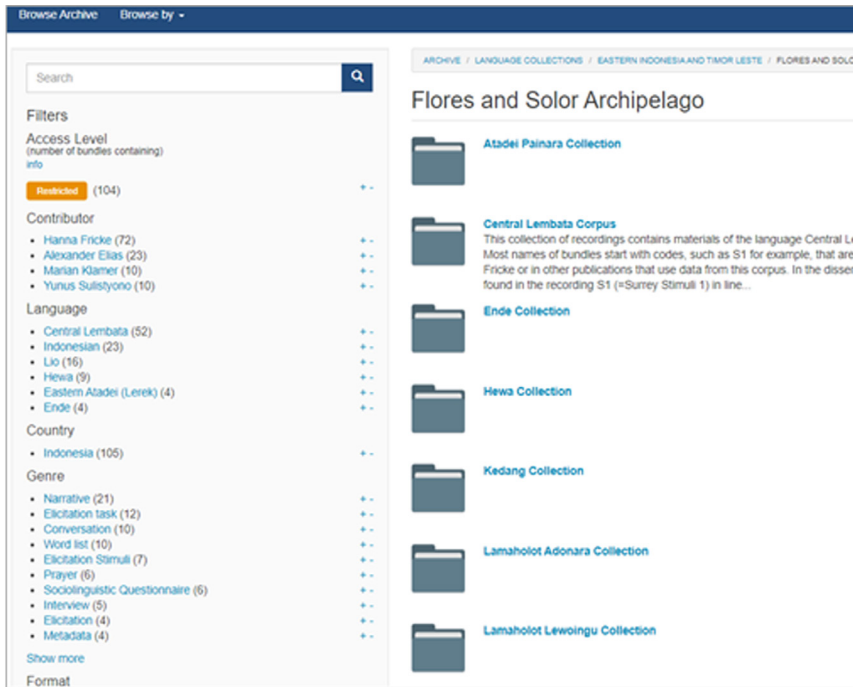 Browse Archive Browse by
Search
Filters
Access Level
(number of bundles containing)
info
Restricted (104) + -
Contributor
Hanna Fricke (72) + -
Alexander Elias (23) + -
Marian Klamer (10) + -
Yunus Sulistyono (10) + -
Language
Central Lembata (52) + -
Indonesian (23) + -
Lio (16) + -
Hewa (9) + -
Eastern Atadei (Lerek) (4) + -
Ende (4) + -
Country
Indonesia (105) + -
Genre
Narrative (21) + -
Elicitation task (12) + -
Conversation (10) + -
Word list (10) + -
Elicitation Stimuli (7) + -
Prayer (6) + -
Sociolinguistic Questionnaire (6) + -
Interview (5) + -
Elicitation (4) + -
Metadata (4) + -
Show more
Format
ARCHIVE / LANGUAGE COLLECTIONS / EASTERN INDONESIA AND TIMOR LESTE / FLORES AND SOLO
Flores and Solor Archipelago
Atadei Painara Collection
Central Lembata Corpus
This collection of recordings contains materials of the language Central Le
Most names of bundles start with codes, such as S1 for example, that are
Fricke or in other publications that use data from this corpus. In the disser
found in the recording S1 (=Surrey Stimuli 1) in line...
Ende Collection
Hewa Collection
Kedang Collection
Lamaholot Adonara Collection
Lamaholot Lewoingu Collection